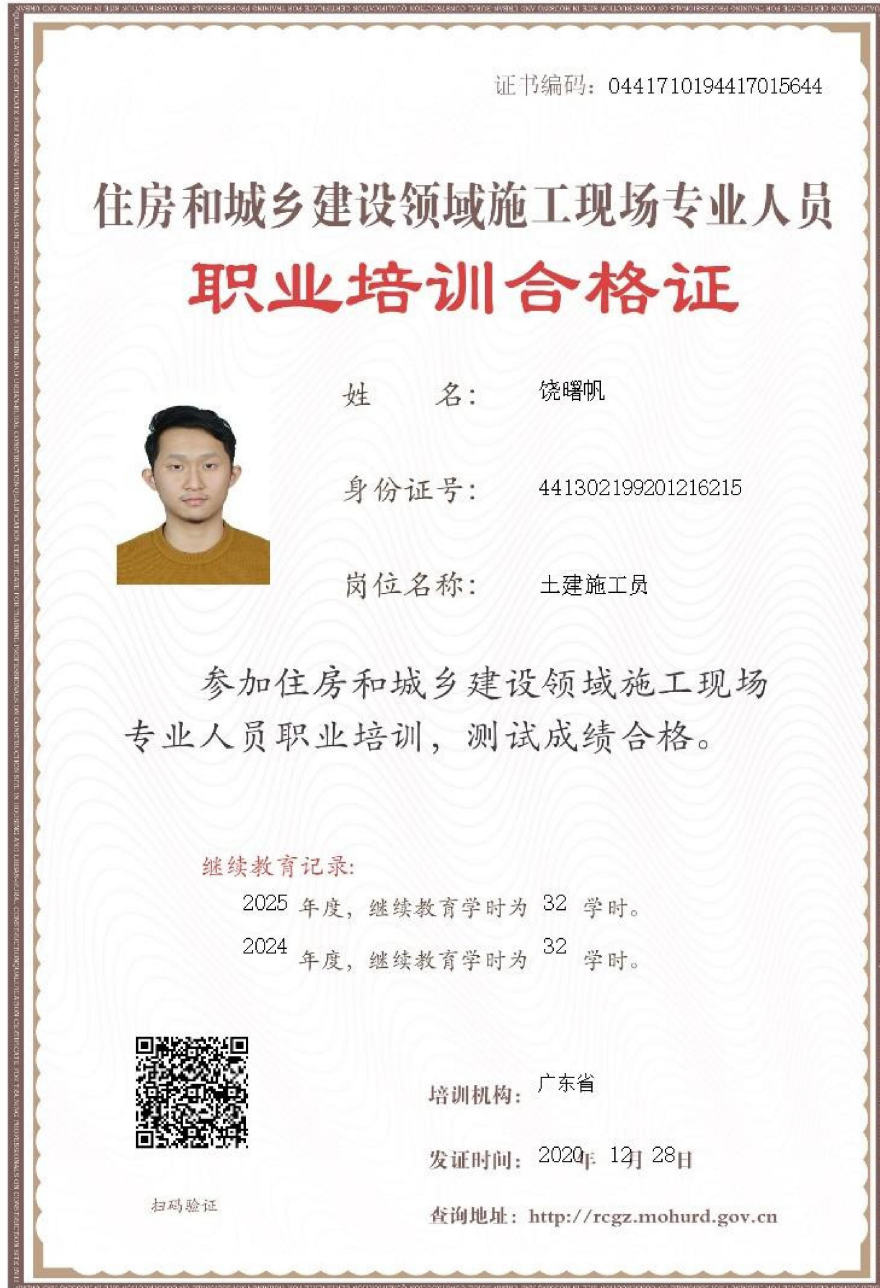 证书编码：0441710194417015644
住房和城乡建设领域施工现场专业人员
职业培训合格证
姓 名： 饶曙帆
身份证号： 441302199201216215
岗位名称： 土建施工员
参加住房和城乡建设领域施工现场
专业人员职业培训，测试成绩合格。
继续教育记录:
2025 年度，继续教育学时为 32 学时。
2024 年度，继续教育学时为 32 学时。
培训机构： 广东省
发证时间： 2020年 12月 28日
扫码验证
查询地址：http://rcgz.mohurd.gov.cn